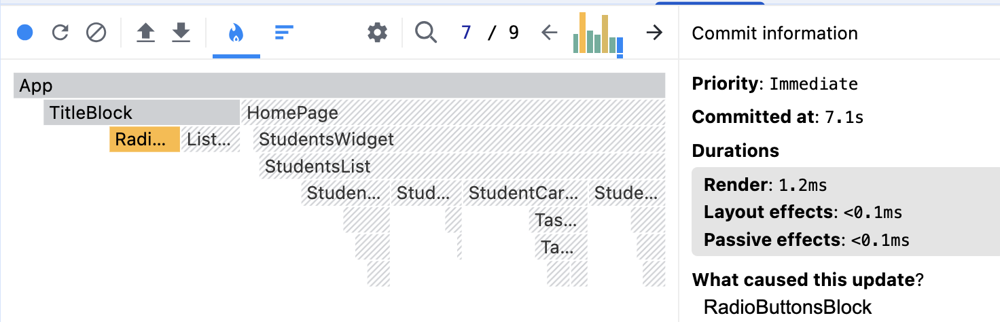 7 / 9
Commit information
App
TitleBlock
HomePage
Radi...
List...
StudentsWidget
StudentsList
Studen...
Stud...
StudentCar...
Stude...
Tas...
Ta...
Priority: Immediate
Committed at: 7.1s
Durations
Render: 1.2ms
Layout effects: <0.1ms
Passive effects: <0.1ms
What caused this update?
RadioButtonsBlock